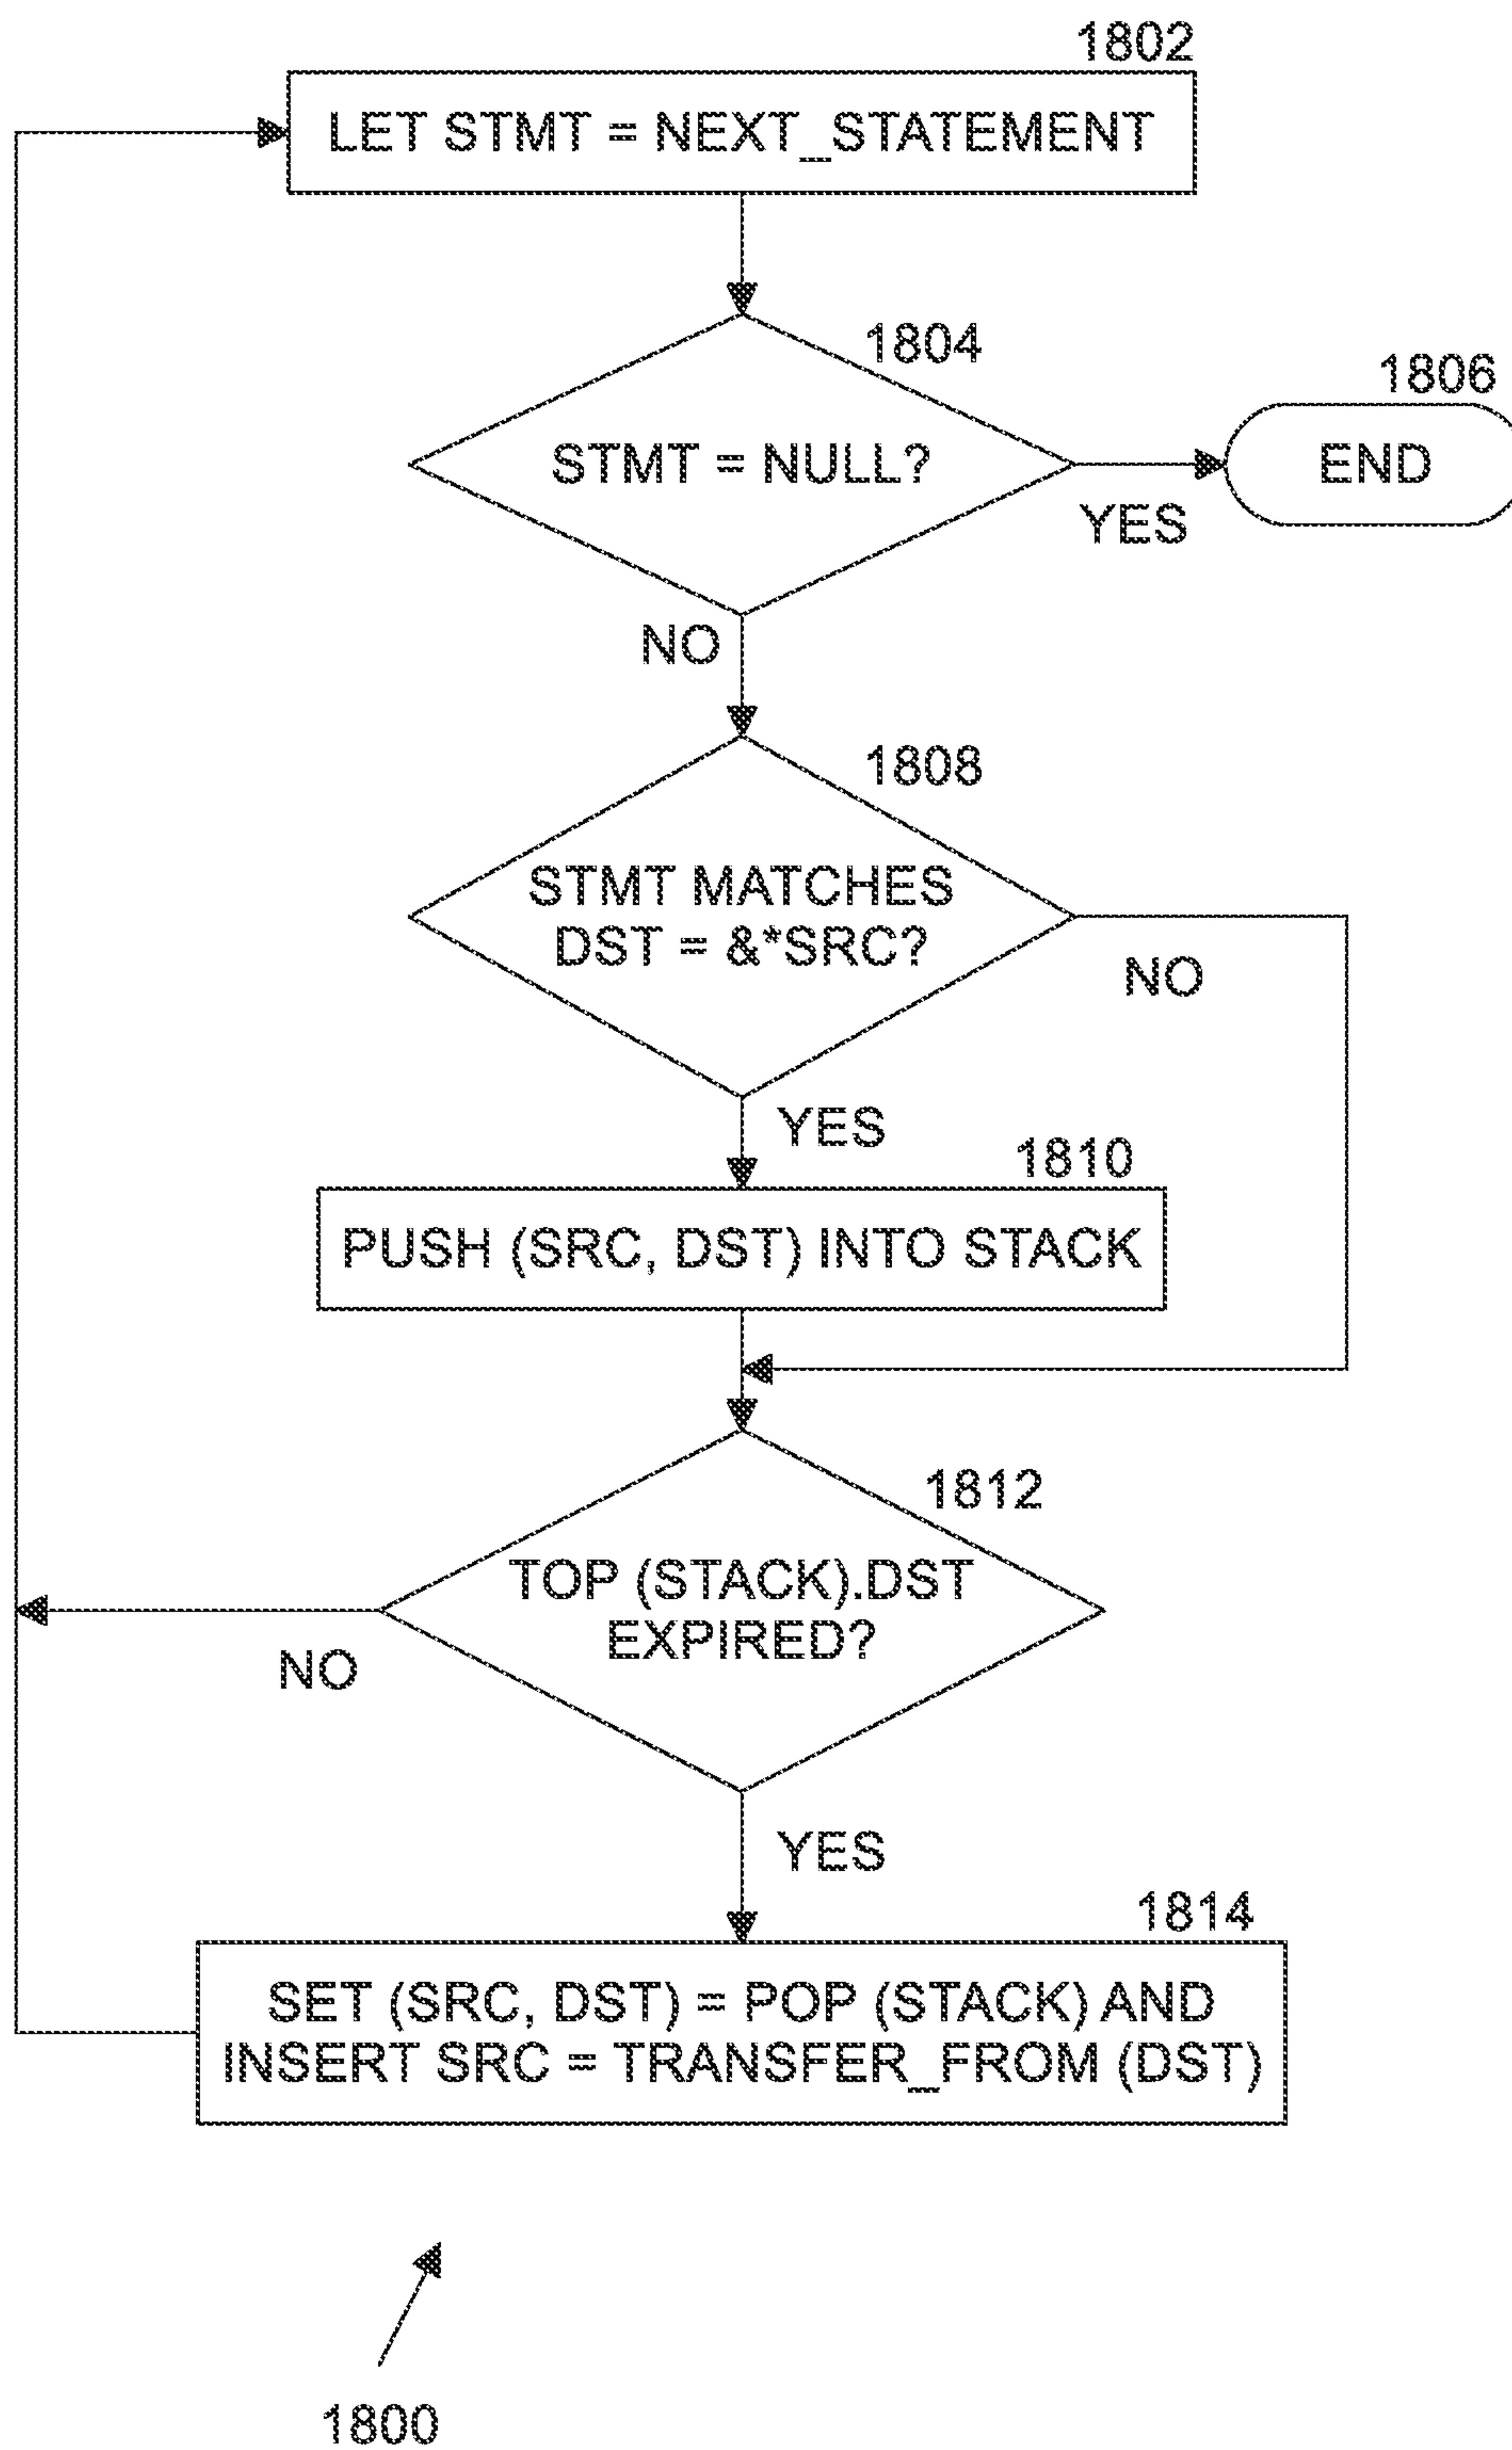 1802
LET STMT = NEXT_STATEMENT
1804
1806
STMT = NULL?
END
YES
NO
1808
STMT MATCHES
DST = &*SRC?
NO
YES
1810
PUSH (SRC, DST) INTO STACK
1812
TOP (STACK).DST
EXPIRED?
NO
YES
1814
SET (SRC, DST) = POP (STACK) AND
INSERT SRC = TRANSFER_FROM (DST)
1800